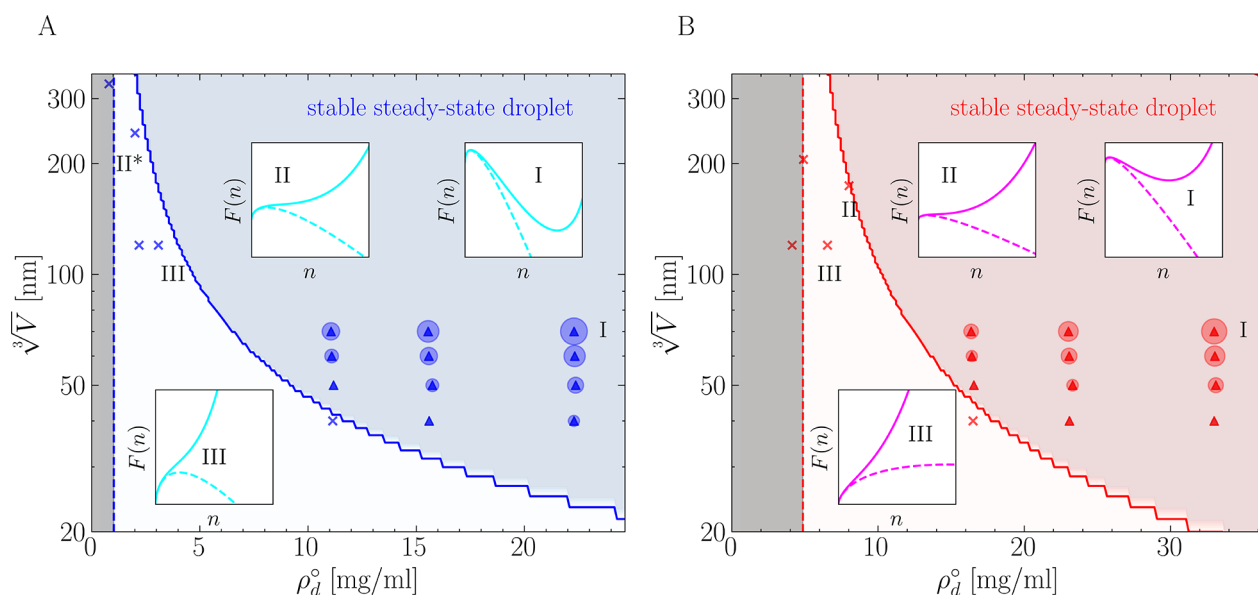 A
B
300
200
100
50
20
∛V [nm]
0
5
10
15
20
ρ_d° [mg/ml]
stable steady-state droplet
II*
III
I
II
F(n)
n
I
F(n)
n
III
F(n)
n
300
200
100
50
20
∛V [nm]
0
10
20
30
ρ_d° [mg/ml]
stable steady-state droplet
II
III
I
II
F(n)
n
I
F(n)
n
III
F(n)
n